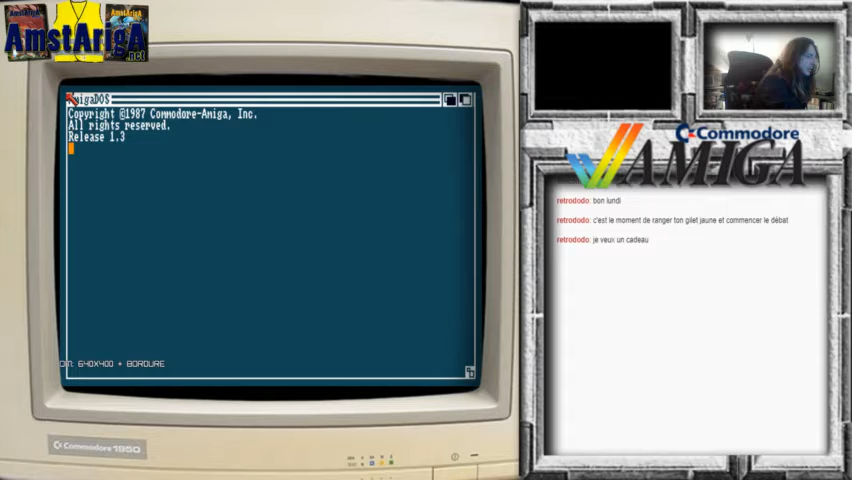 AmstArigA
.net
AmigaDOS
Copyright ©1987 Commodore-Amiga, Inc.
All rights reserved.
Release 1.3
640X400 + BORDURE
Commodore 1950
Commodore
AMIGA
retrododo: bon lundi
retrododo: c'est le moment de ranger ton gilet jaune et commencer le débat
retrododo: je veux un cadeau